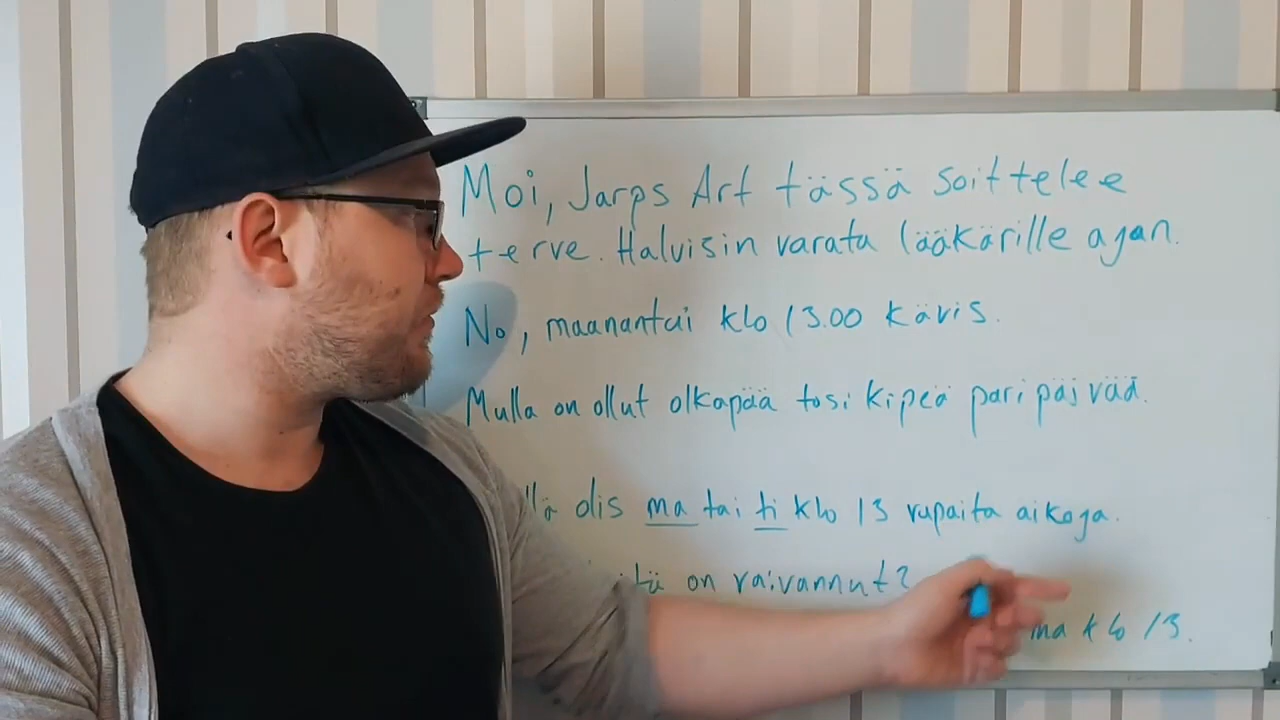 Moi, Jarps Art tässä soittelee
terve. Halvisin varata lääkärille ajan.
No, maanantai klo 13.00 kävis.
Mulla on ollut olkapää tosi kipeä pari päivää.
olis ma tai ti klo 13 vapaita aikoja.
on vaivannut?
ma klo 13.